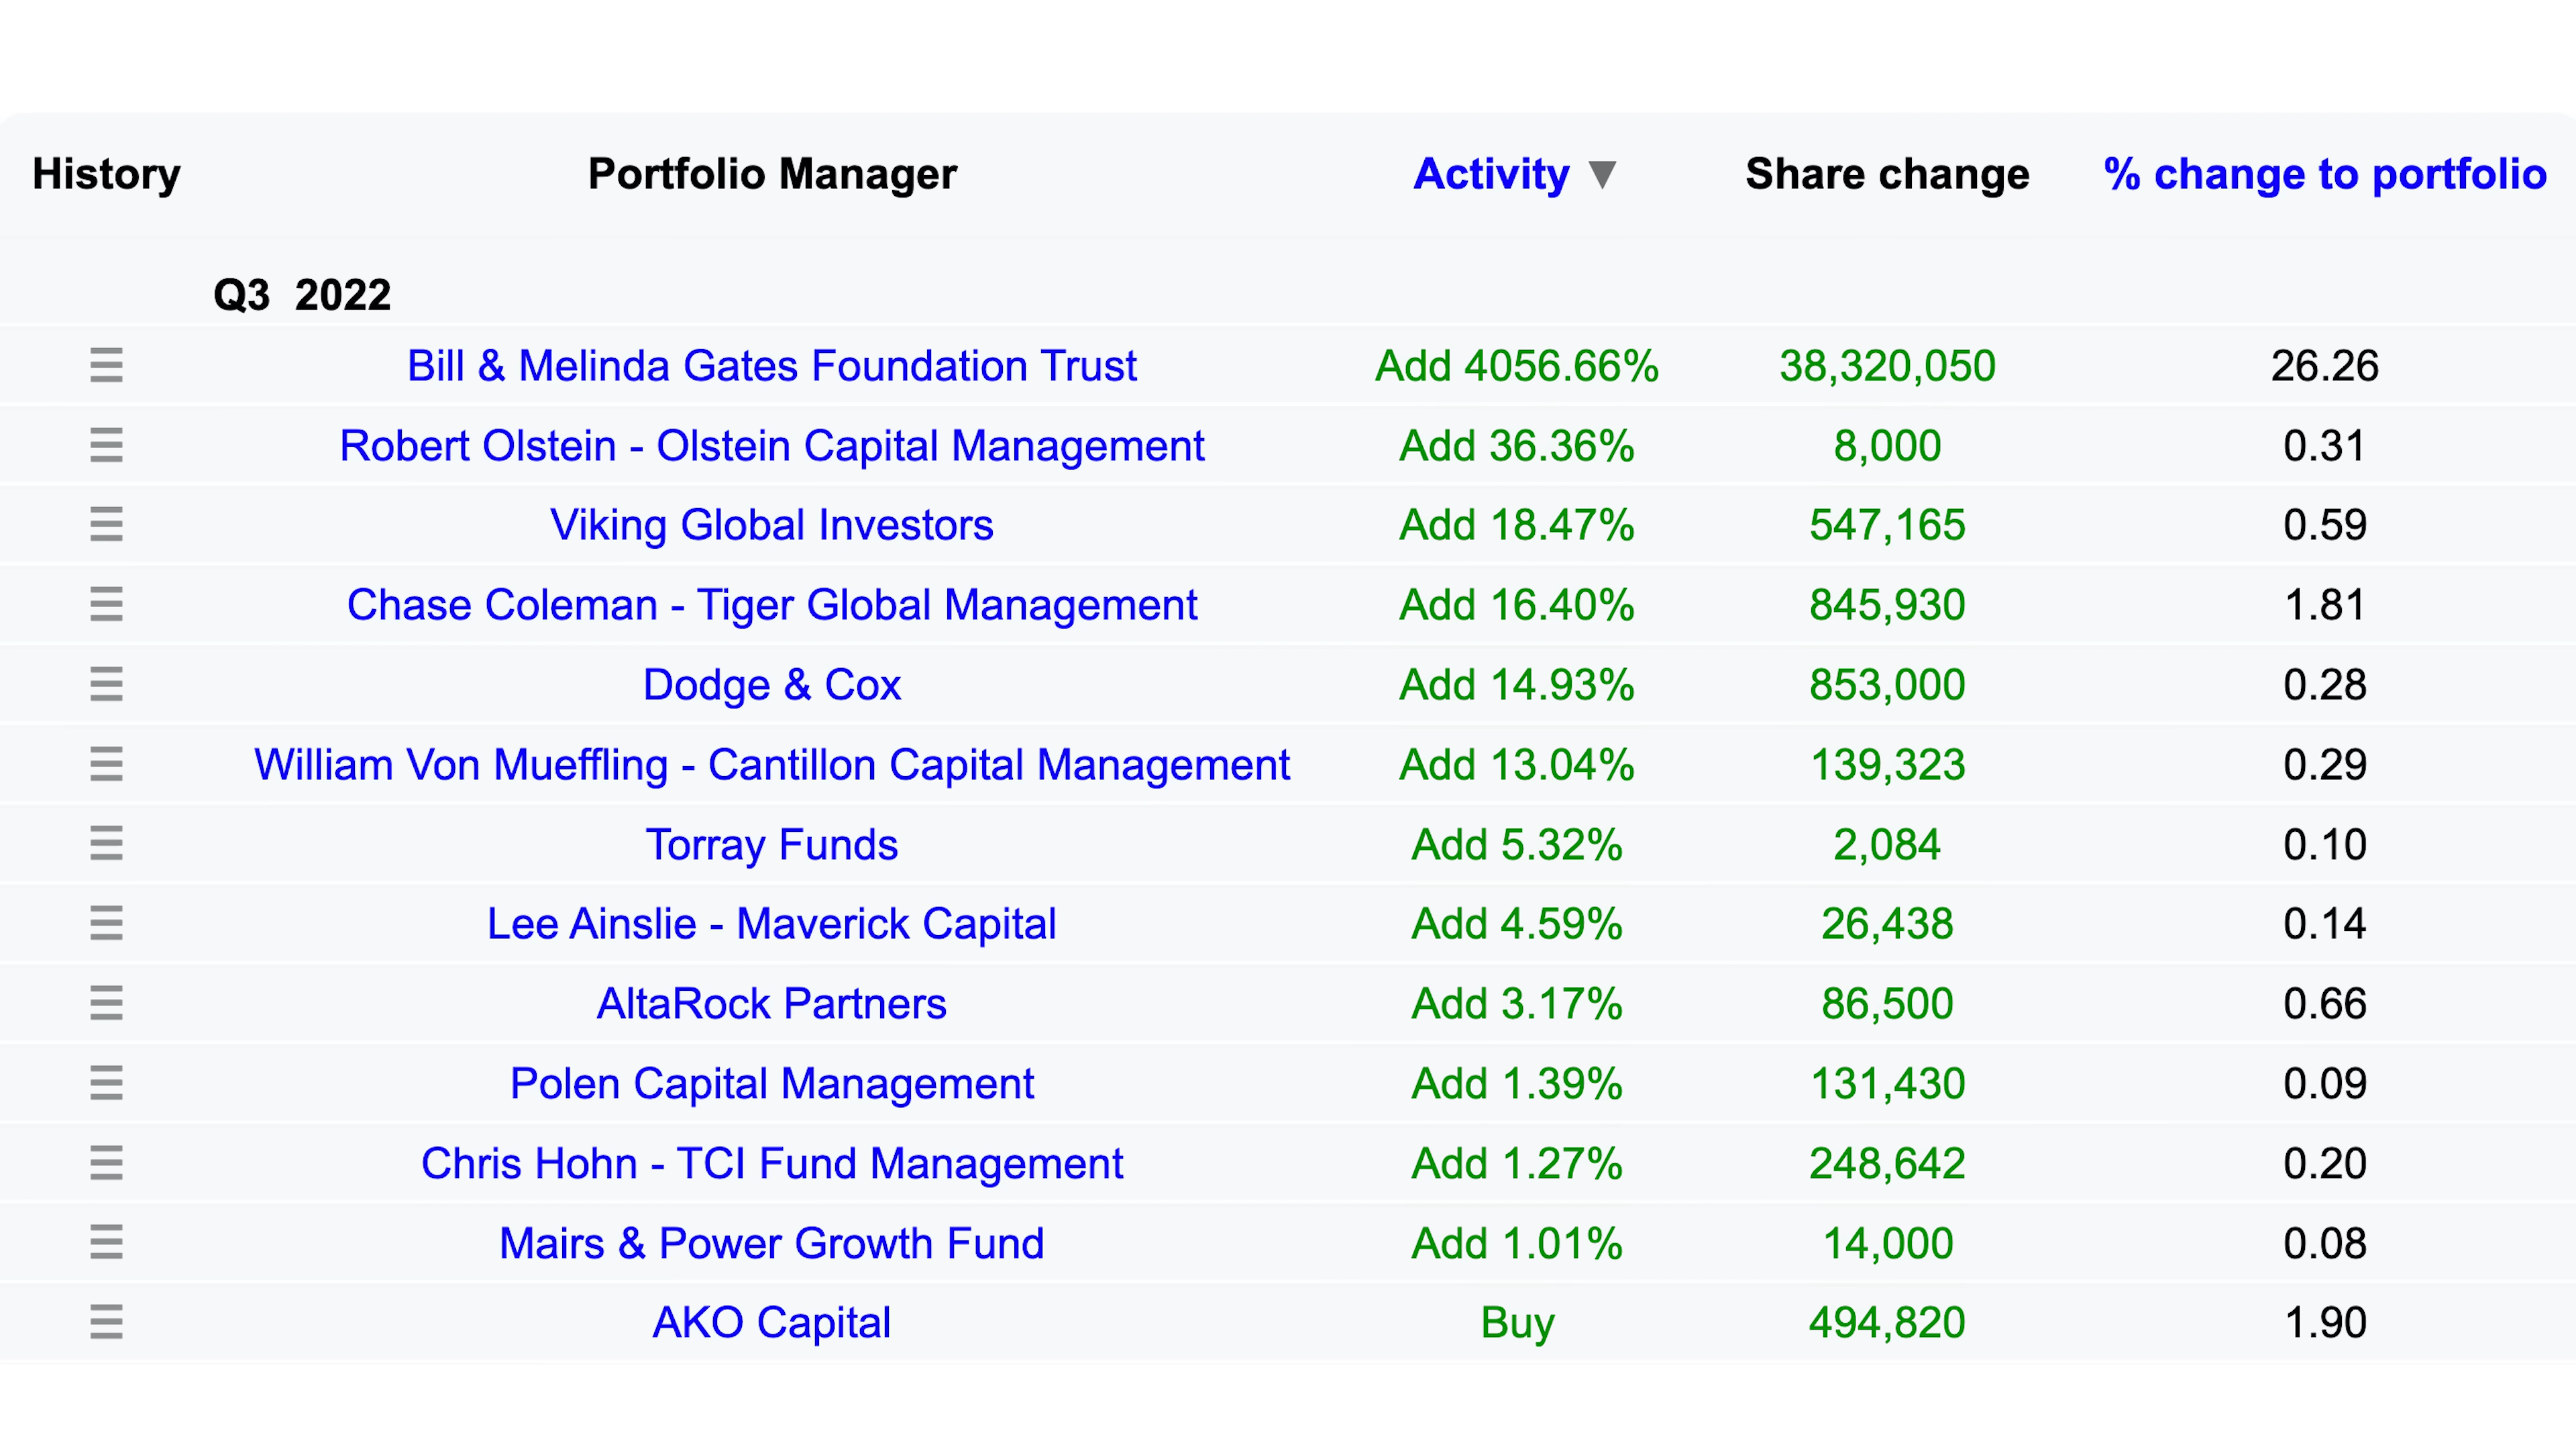 History Portfolio Manager Activity ▼ Share change % change to portfolio
Q3 2022
Bill & Melinda Gates Foundation Trust Add 4056.66% 38,320,050 26.26
Robert Olstein - Olstein Capital Management Add 36.36% 8,000 0.31
Viking Global Investors Add 18.47% 547,165 0.59
Chase Coleman - Tiger Global Management Add 16.40% 845,930 1.81
Dodge & Cox Add 14.93% 853,000 0.28
William Von Mueffling - Cantillon Capital Management Add 13.04% 139,323 0.29
Torray Funds Add 5.32% 2,084 0.10
Lee Ainslie - Maverick Capital Add 4.59% 26,438 0.14
AltaRock Partners Add 3.17% 86,500 0.66
Polen Capital Management Add 1.39% 131,430 0.09
Chris Hohn - TCI Fund Management Add 1.27% 248,642 0.20
Mairs & Power Growth Fund Add 1.01% 14,000 0.08
AKO Capital Buy 494,820 1.90